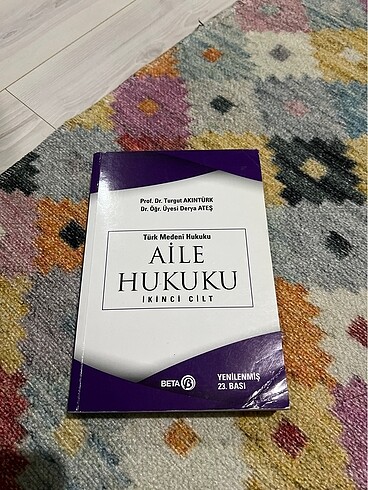 Prof. Dr. Turgut AKINTÜRK
Dr. Öğr. Üyesi Derya ATEŞ
Türk Medeni Hukuku
AİLE
HUKUKU
İKİNCİ CİLT
BETA
YENİLENMİŞ
23. BASI